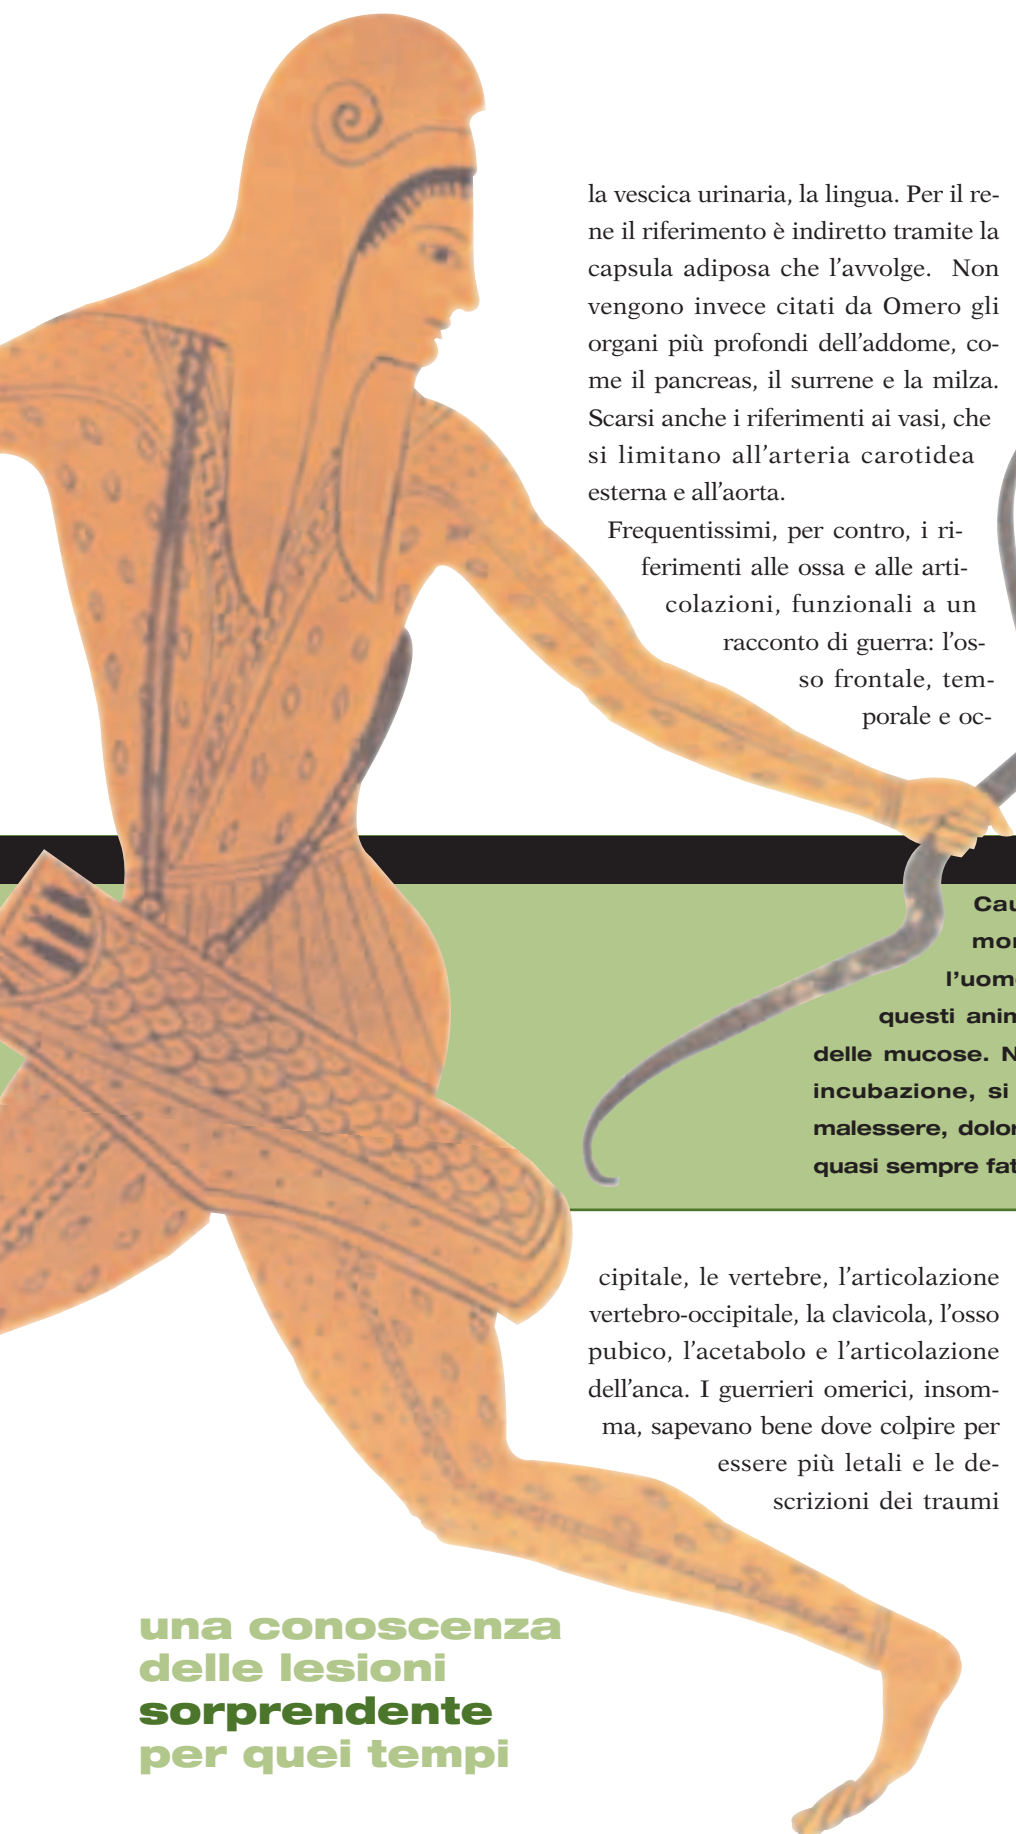 la vescica urinaria, la lingua. Per il re-
ne il riferimento è indiretto tramite la
capsula adiposa che l'avvolge. Non
vengono invece citati da Omero gli
organi più profondi dell'addome, co-
me il pancreas, il surrene e la milza.
Scarsi anche i riferimenti ai vasi, che
si limitano all'arteria carotidea
esterna e all'aorta.
Frequentissimi, per contro, i ri-
ferimenti alle ossa e alle arti-
colazioni, funzionali a un
racconto di guerra: l'os-
so frontale, tem-
porale e oc-
Cau
mor
l'uom
questi anim
delle mucose. N
incubazione, si
malessere, dolor
quasi sempre fat
cipitale, le vertebre, l'articolazione
vertebro-occipitale, la clavicola, l'osso
pubico, l'acetabolo e l'articolazione
dell'anca. I guerrieri omerici, insom-
ma, sapevano bene dove colpire per
essere più letali e le de-
scrizioni dei traumi
una conoscenza
delle lesioni
sorprendente
per quei tempi